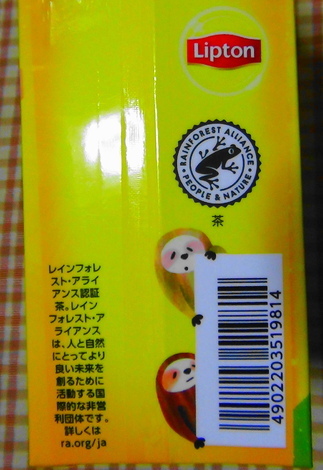 Lipton
RAINFOREST ALLIANCE
PEOPLE & NATURE
茶
レインフォレ
スト・アライ
アンス認証
茶。レイン
フォレスト・ア
ライアンス
は、人と自然
にとってより
良い未来を
創るために
活動する国
際的な非営
利団体です。
詳しくは
ra.org/ja
4902203519814